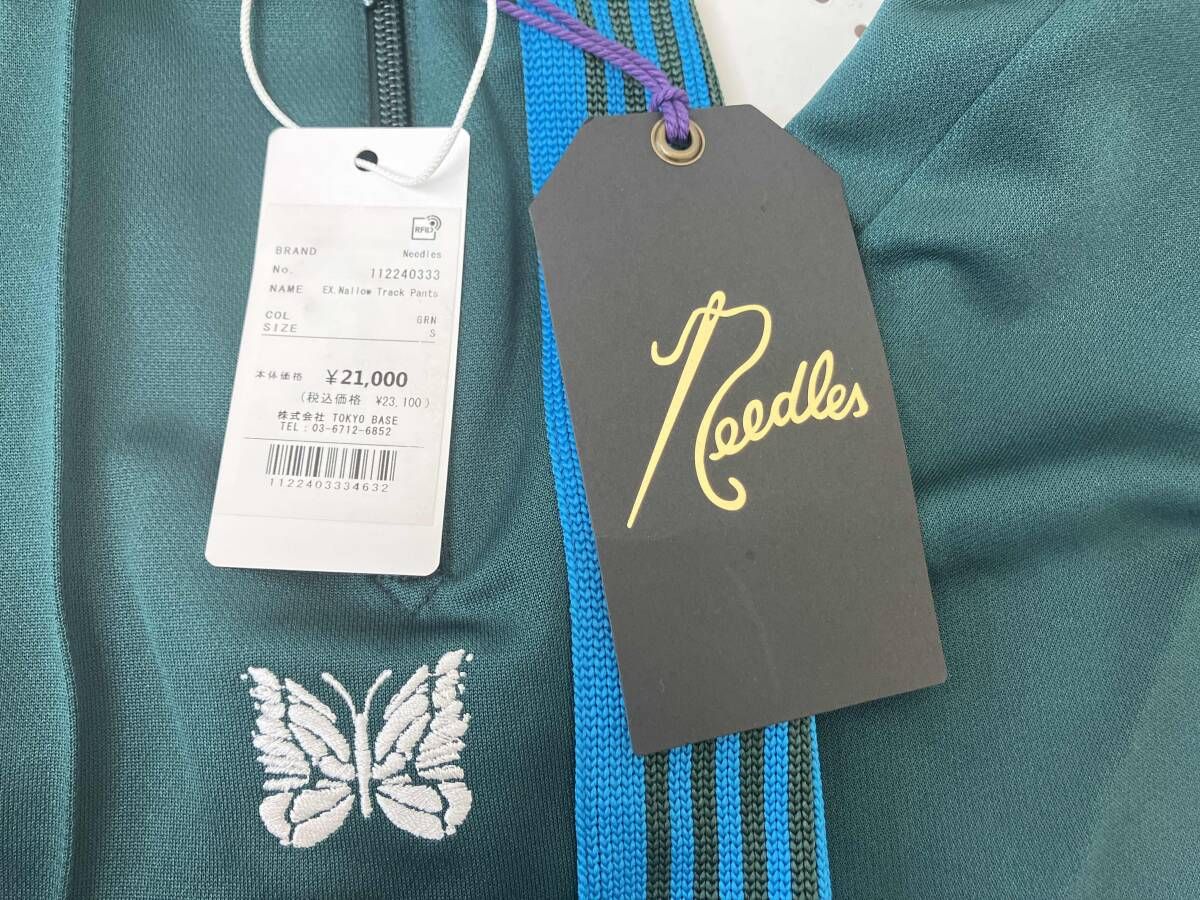 RFID
BRAND Needles
No. 112240333
NAME EX.Wallow Track Pants
COL GRN
SIZE S
本体価格 ¥21,000
(税込価格 ¥23,100)
株式会社 TOKYO BASE
TEL:03-6712-6852
1122403334632
Needles